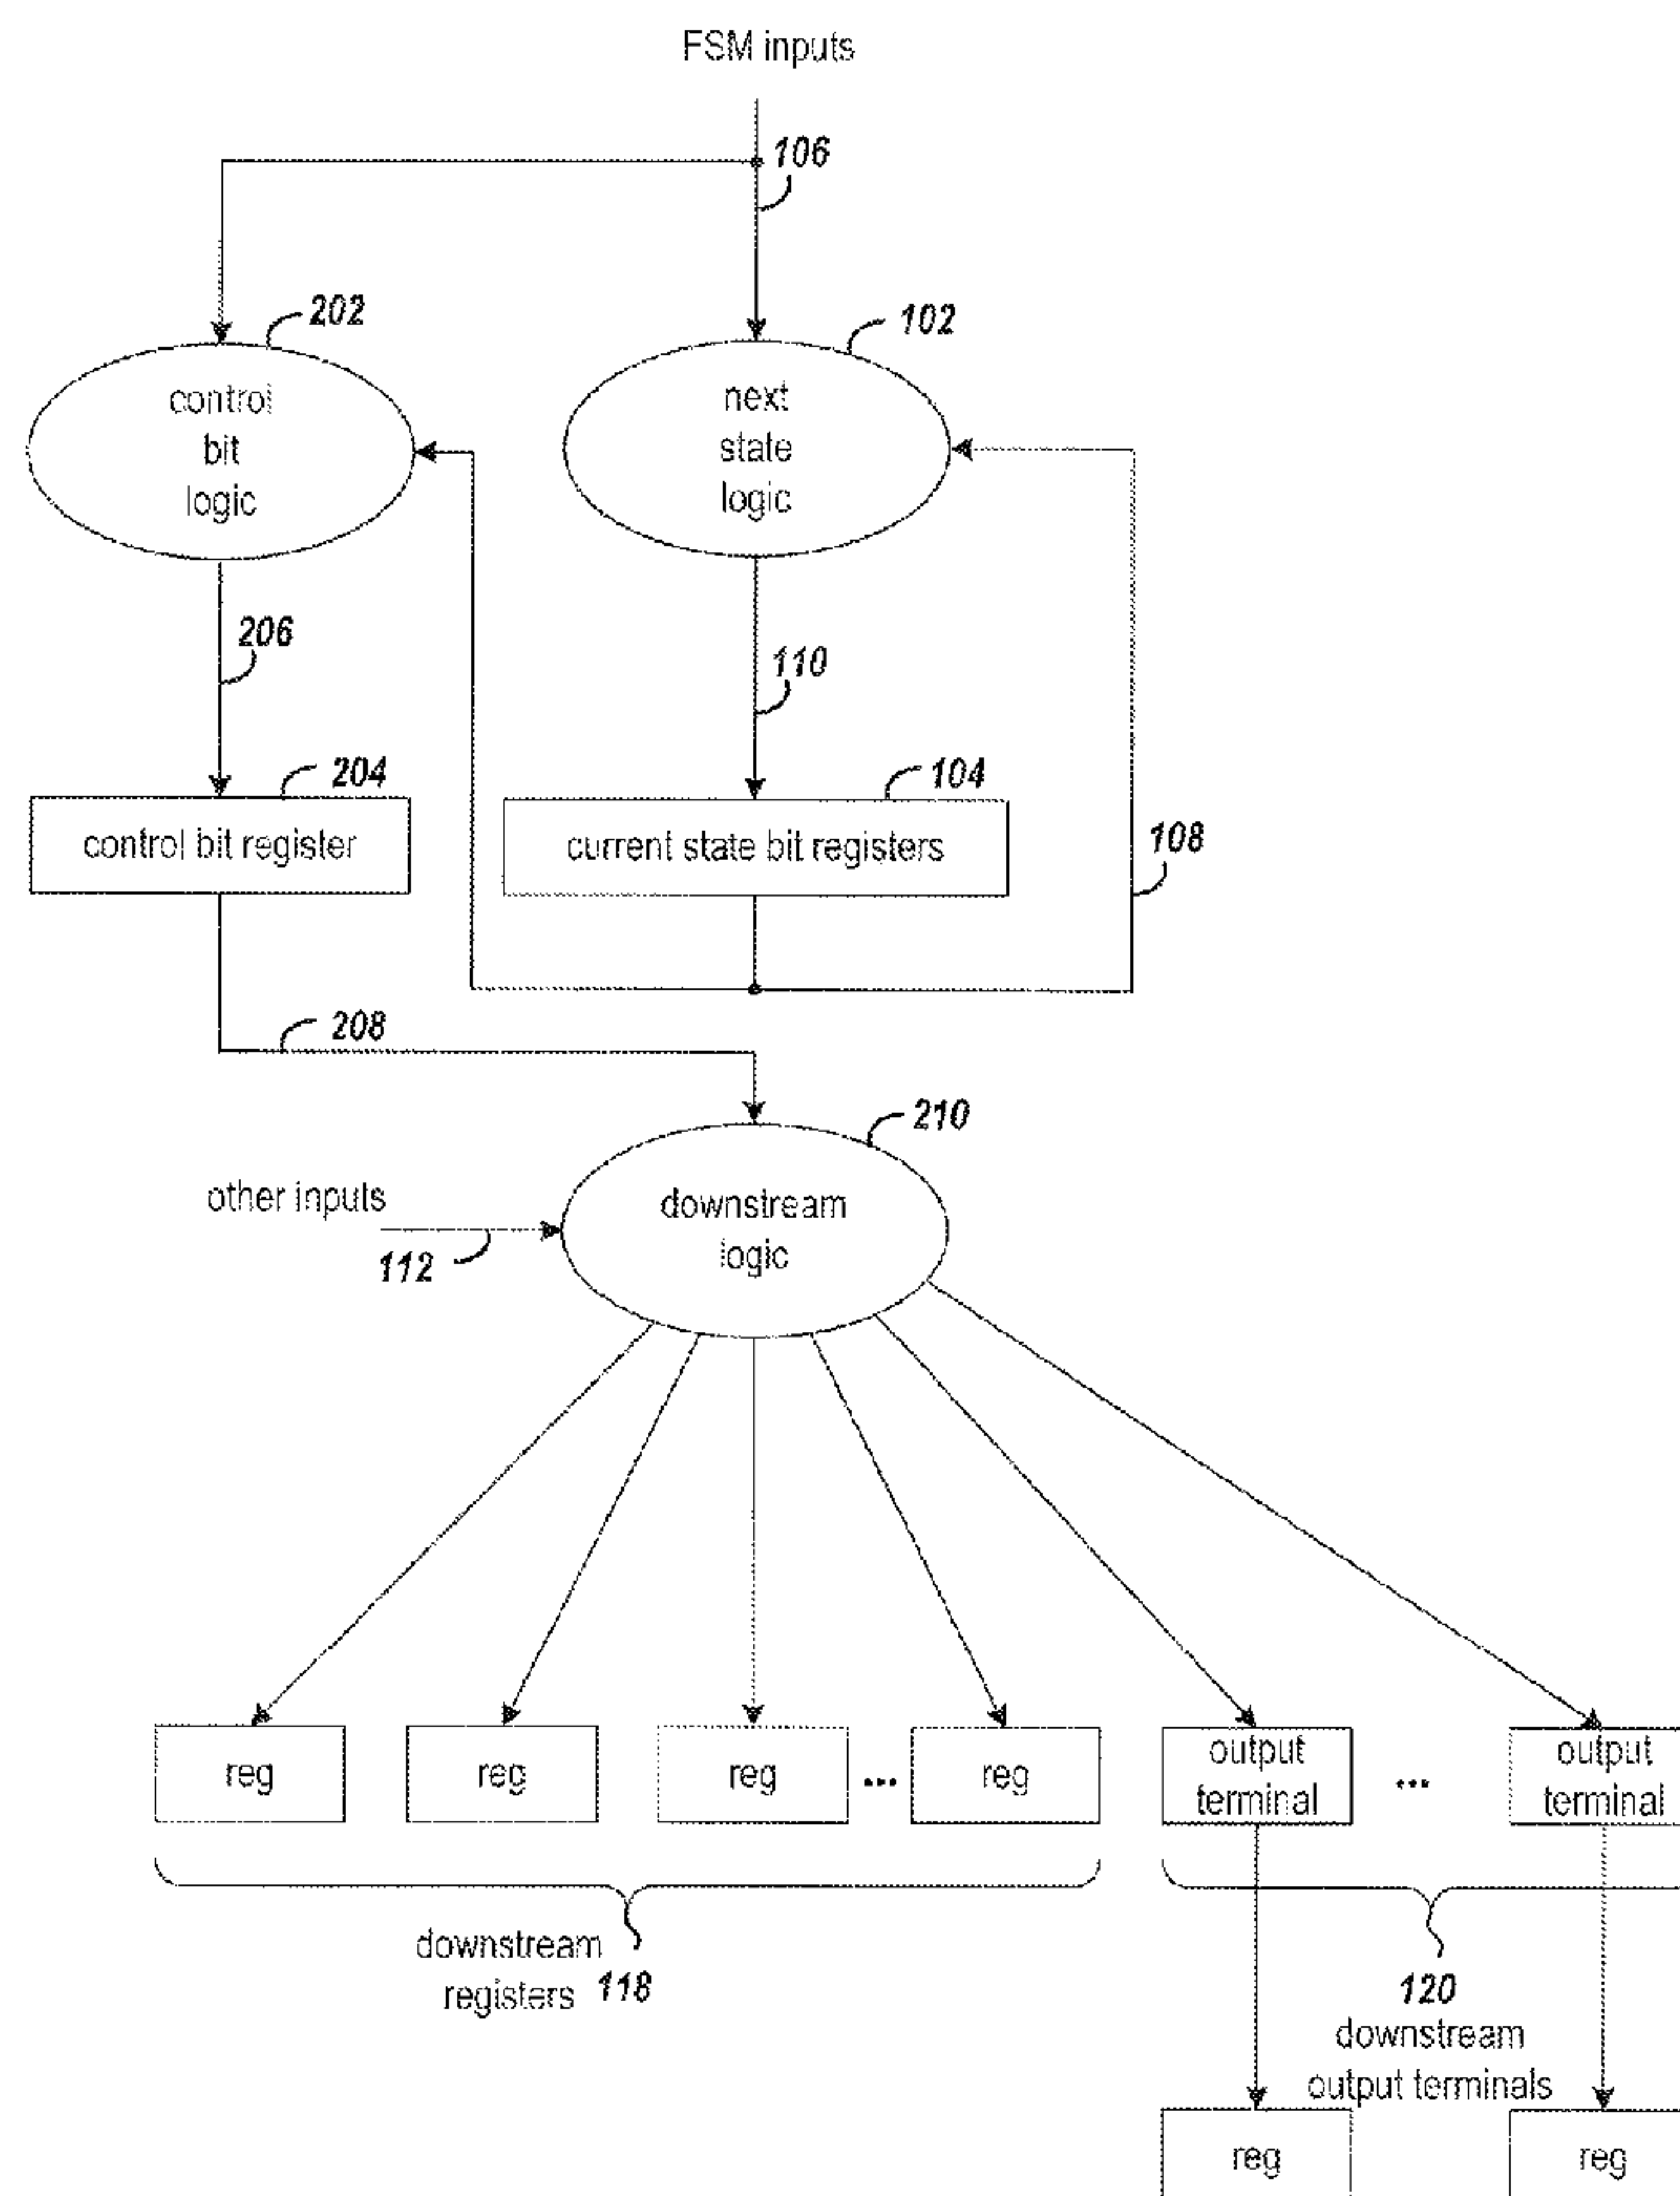 FSM inputs
106
202
102
control
bit
logic
next
state
logic
206
110
204
104
control bit register
current state bit registers
108
208
210
other inputs
112
downstream
logic
reg
reg
reg
...
reg
output
terminal
...
output
terminal
downstream
registers 118
120
downstream
output terminals
reg
reg